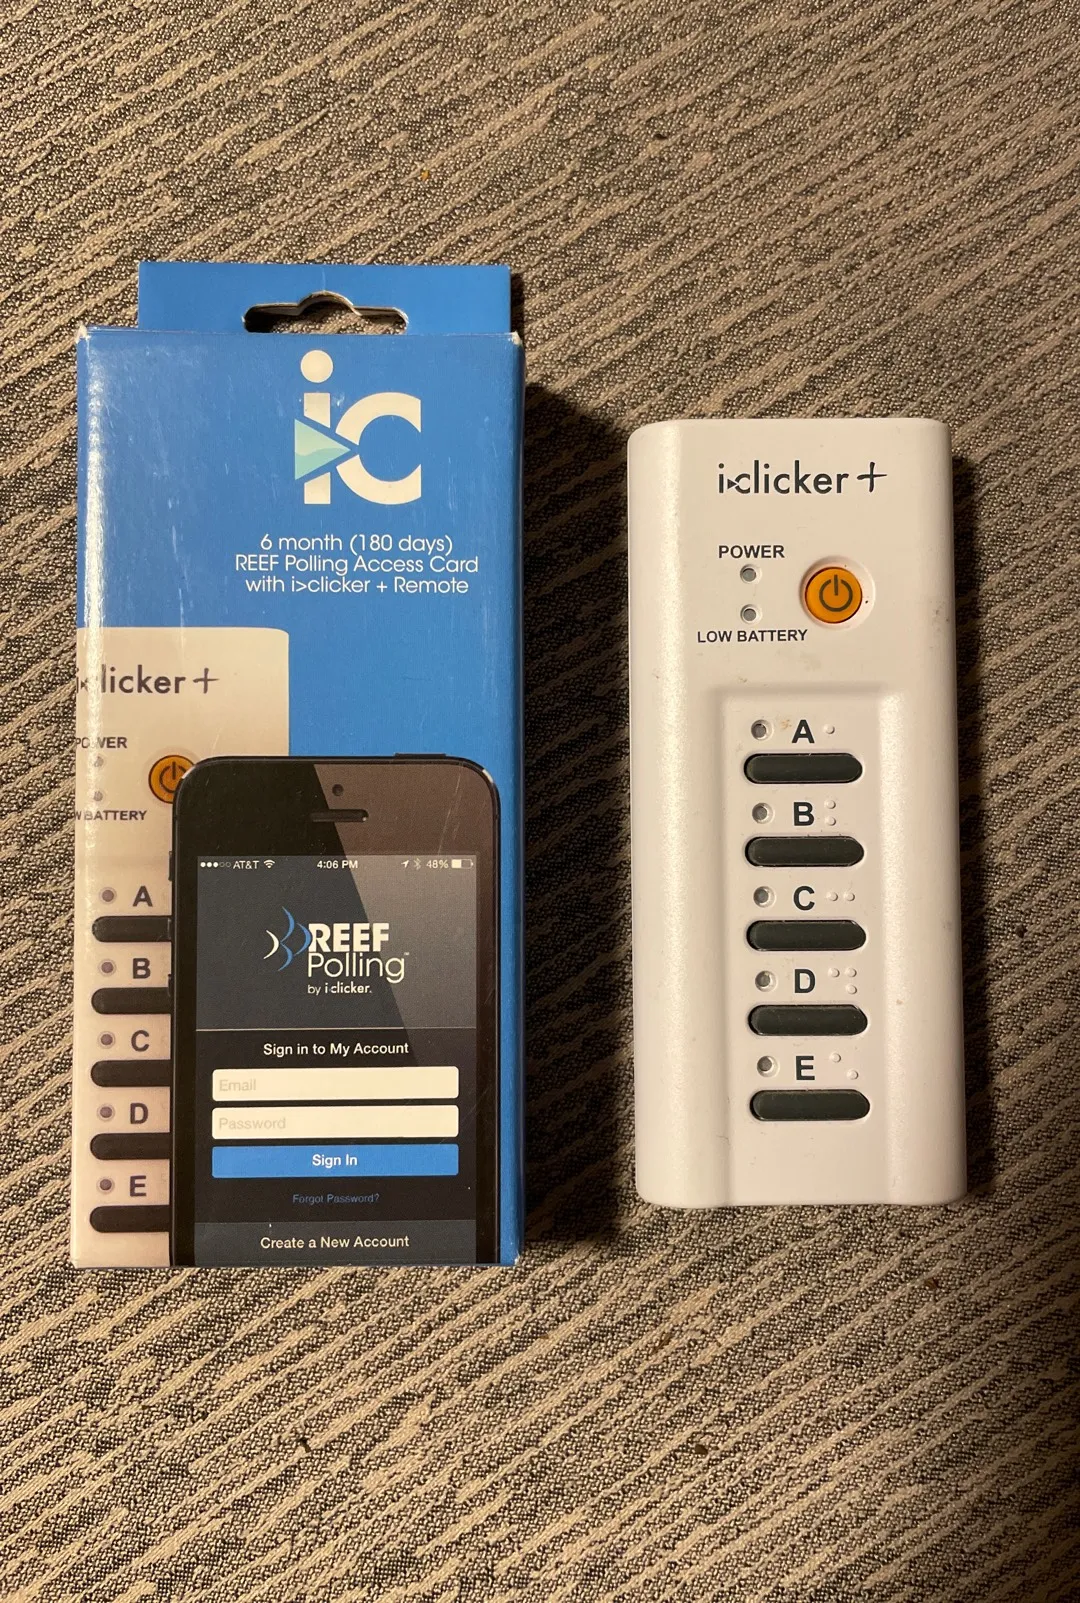 ic
6 month (180 days)
REEF Polling Access Card
with i>clicker + Remote
licker +
POWER
BATTERY
A
B
C
D
E
AT&T 4:06 PM 48%
REEF
Polling™
by i>clicker.
Sign in to My Account
Email
Password
Sign In
Forgot Password?
Create a New Account
i>clicker +
POWER
LOW BATTERY
A
B
C
D
E